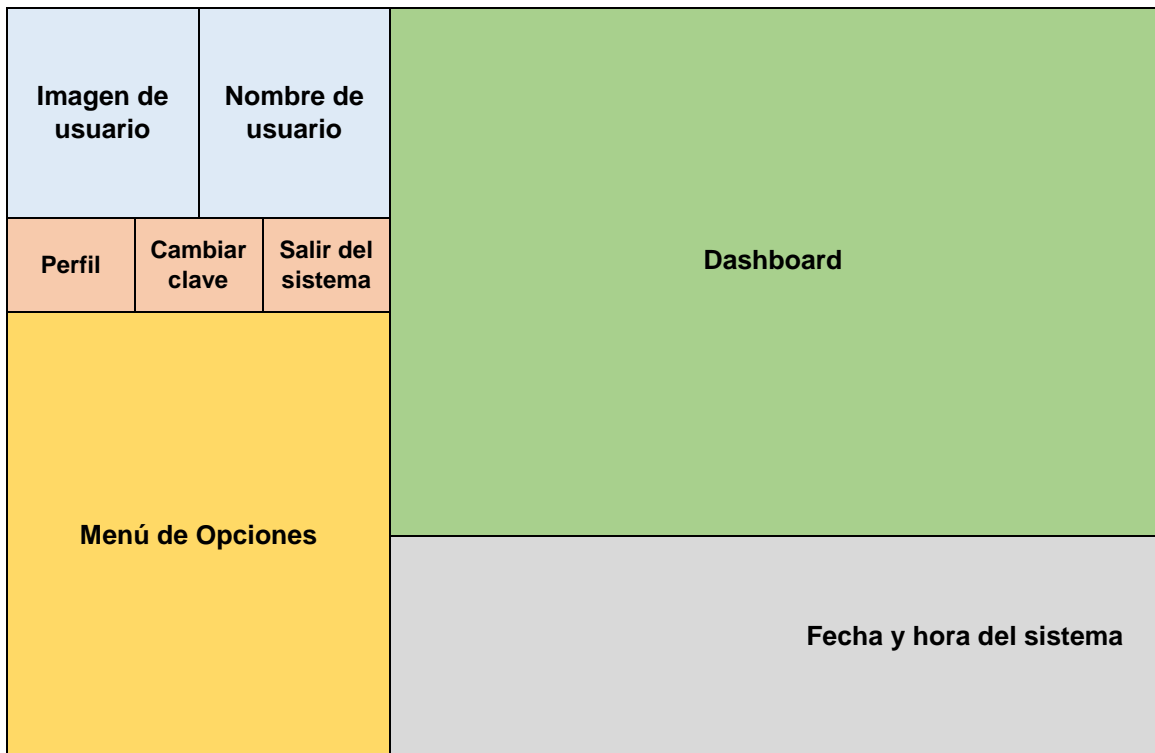 Imagen de
usuario
Nombre de
usuario
Perfil
Cambiar
clave
Salir del
sistema
Dashboard
Menú de Opciones
Fecha y hora del sistema